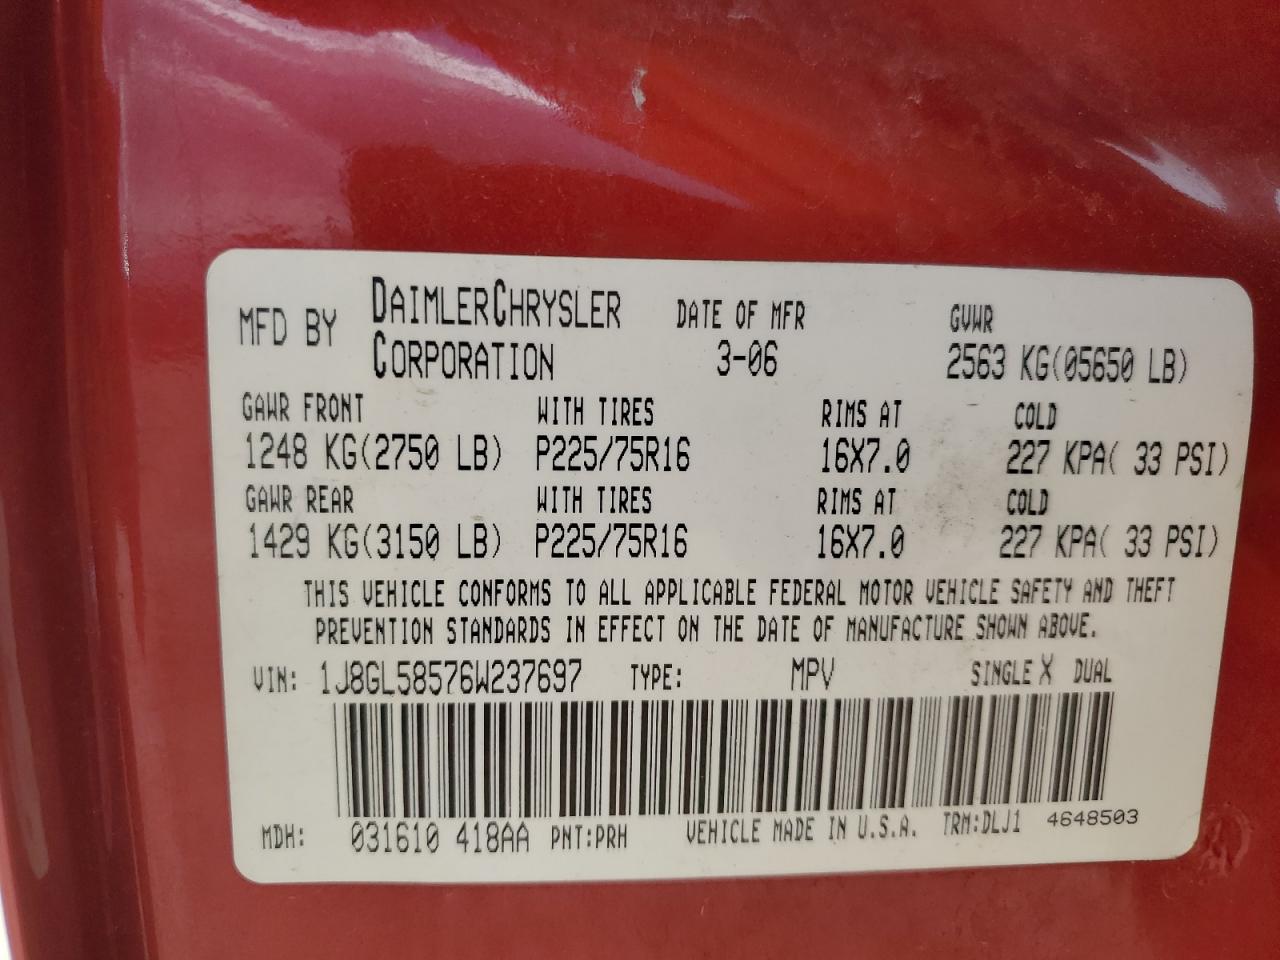 MFD BY DAIMLERCHRYSLER CORPORATION DATE OF MFR 3-06 GVWR 2563 KG(05650 LB)
GAWR FRONT WITH TIRES RIMS AT COLD
1248 KG(2750 LB) P225/75R16 16X7.0 227 KPA( 33 PSI)
GAWR REAR WITH TIRES RIMS AT COLD
1429 KG(3150 LB) P225/75R16 16X7.0 227 KPA( 33 PSI)
THIS VEHICLE CONFORMS TO ALL APPLICABLE FEDERAL MOTOR VEHICLE SAFETY AND THEFT
PREVENTION STANDARDS IN EFFECT ON THE DATE OF MANUFACTURE SHOWN ABOVE.
VIN: 1J8GL58576W237697 TYPE: MPV SINGLE X DUAL
MDH: 031610 418AA PNT:PRH VEHICLE MADE IN U.S.A. TRM:DLJ1 4648503